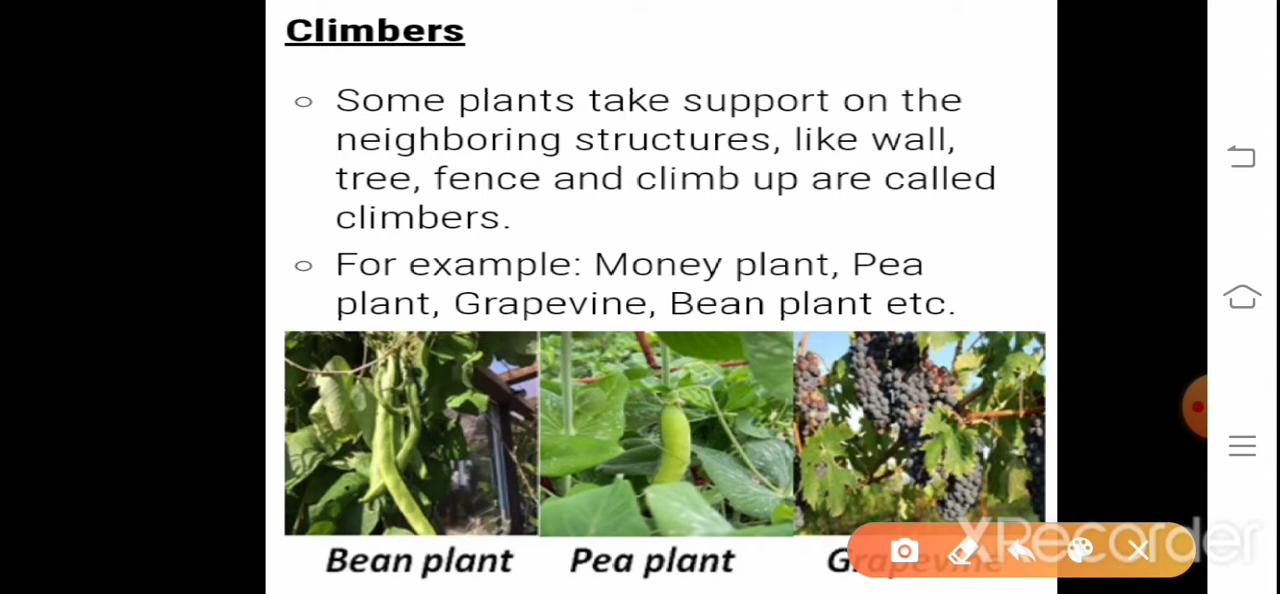 Climbers
○ Some plants take support on the
neighboring structures, like wall,
tree, fence and climb up are called
climbers.
○ For example: Money plant, Pea
plant, Grapevine, Bean plant etc.
Bean plant Pea plant Grapevine
XRecorder